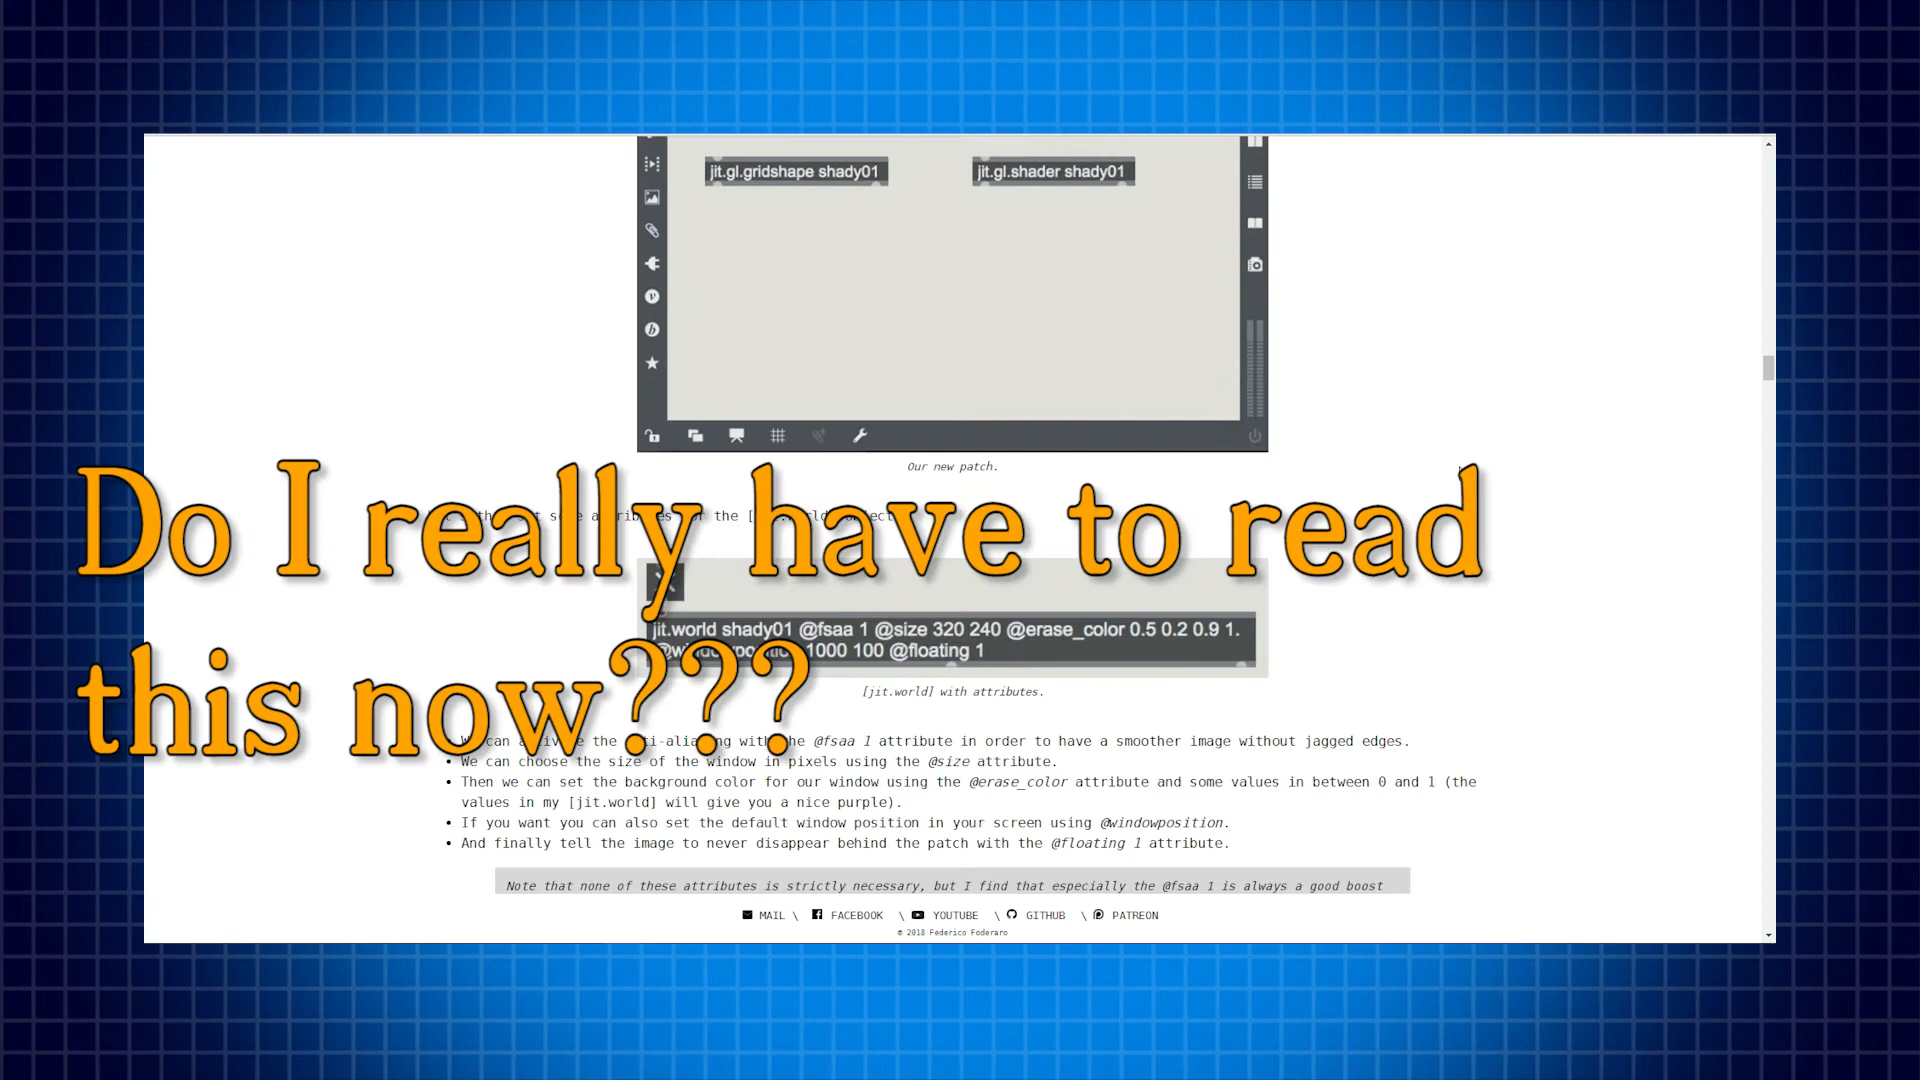 jit.gl.gridshape shady01
jit.gl.shader shady01
Our new patch.
Do I really have to read
this now???
jit.world shady01 @fsaa 1 @size 320 240 @erase_color 0.5 0.2 0.9 1.
1000 100 @floating 1
[jit.world] with attributes.
the @fsaa 1 attribute in order to have a smoother image without jagged edges.
• We can choose the size of the window in pixels using the @size attribute.
• Then we can set the background color for our window using the @erase_color attribute and some values in between 0 and 1 (the
values in my [jit.world] will give you a nice purple).
• If you want you can also set the default window position in your screen using @windowposition.
• And finally tell the image to never disappear behind the patch with the @floating 1 attribute.
Note that none of these attributes is strictly necessary, but I find that especially the @fsaa 1 is always a good boost
MAIL \ FACEBOOK \ YOUTUBE \ GITHUB \ PATREON
© 2018 Federico Foderaro